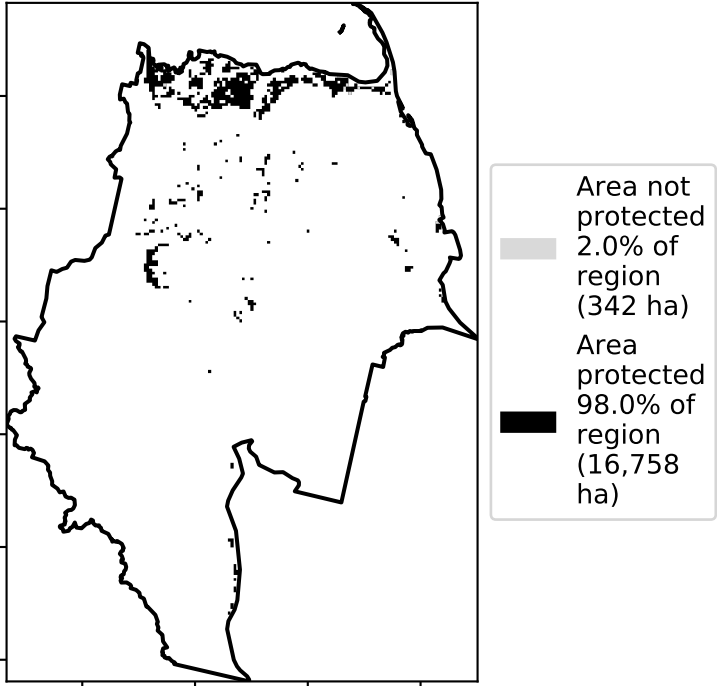 Area not
protected
2.0% of
region
(342 ha)
Area
protected
98.0% of
region
(16,758
ha)